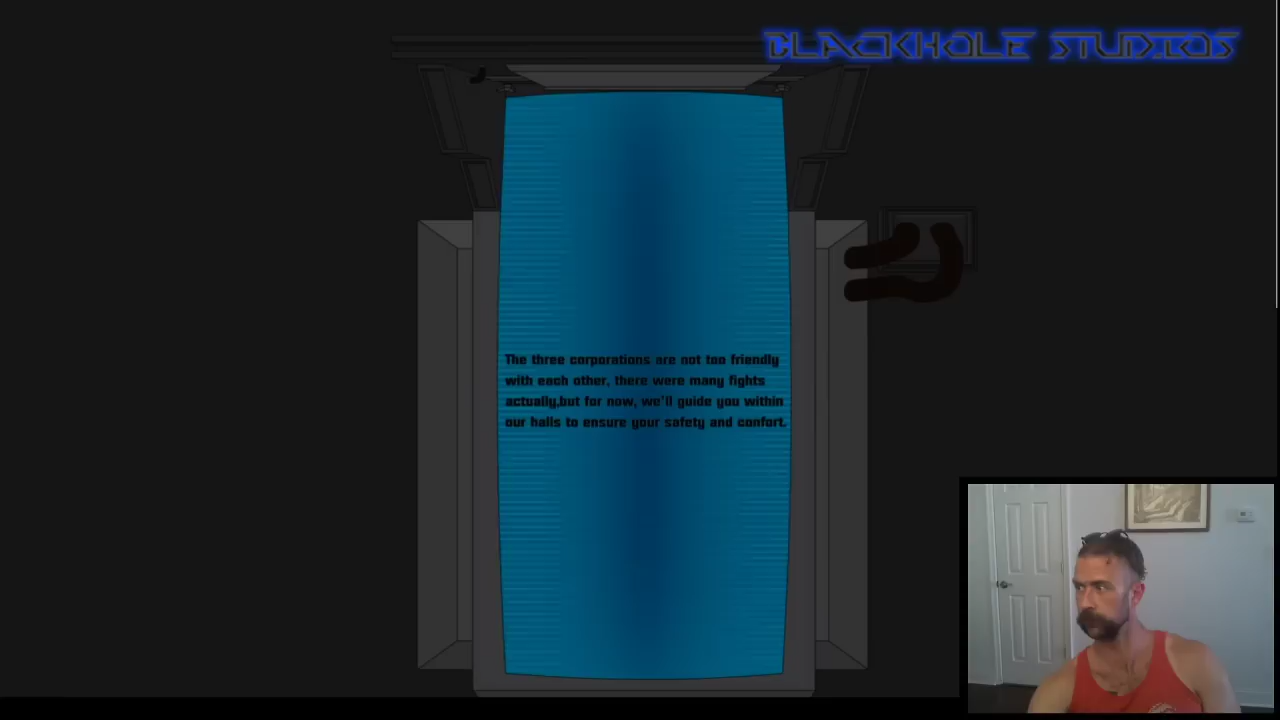 BLACKHOLE STUDIOS
The three corporations are not too friendly
with each other, there were many fights
actually,but for now, we'll guide you within
our halls to ensure your safety and confort.